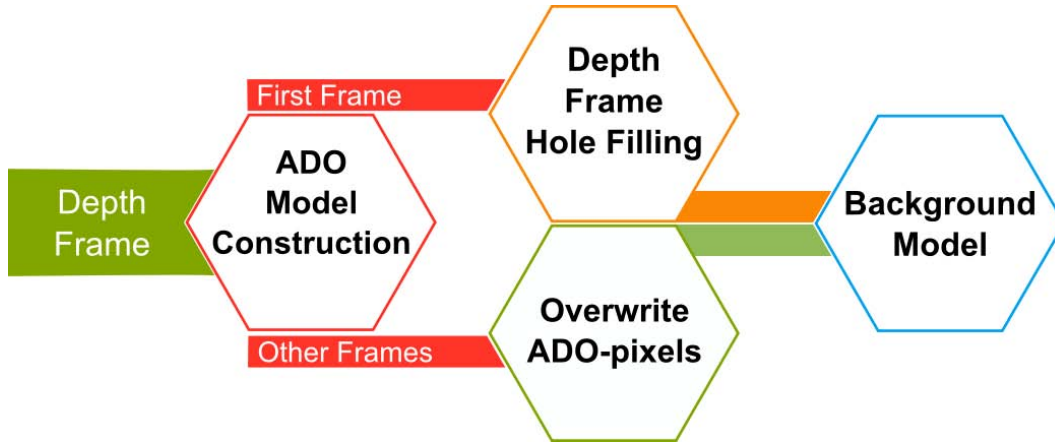 Depth
Frame
ADO
Model
Construction
First Frame
Other Frames
Depth
Frame
Hole Filling
Overwrite
ADO-pixels
Background
Model